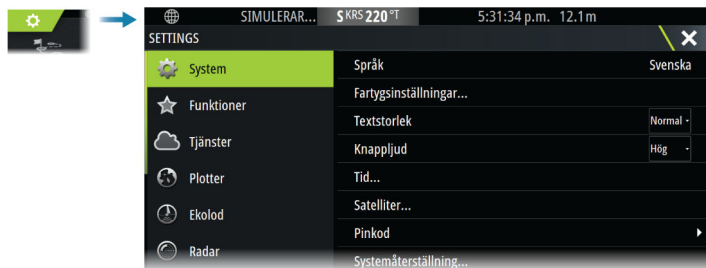 SIMULERAR... S KRS 220 °T 5:31:34 p.m. 12.1 m
SETTINGS
System
Funktioner
Tjänster
Plotter
Ekolod
Radar
Språk Svenska
Fartygsinställningar...
Textstorlek Normal
Knappljud Hög
Tid...
Satelliter...
Pinkod
Systemåterställning...